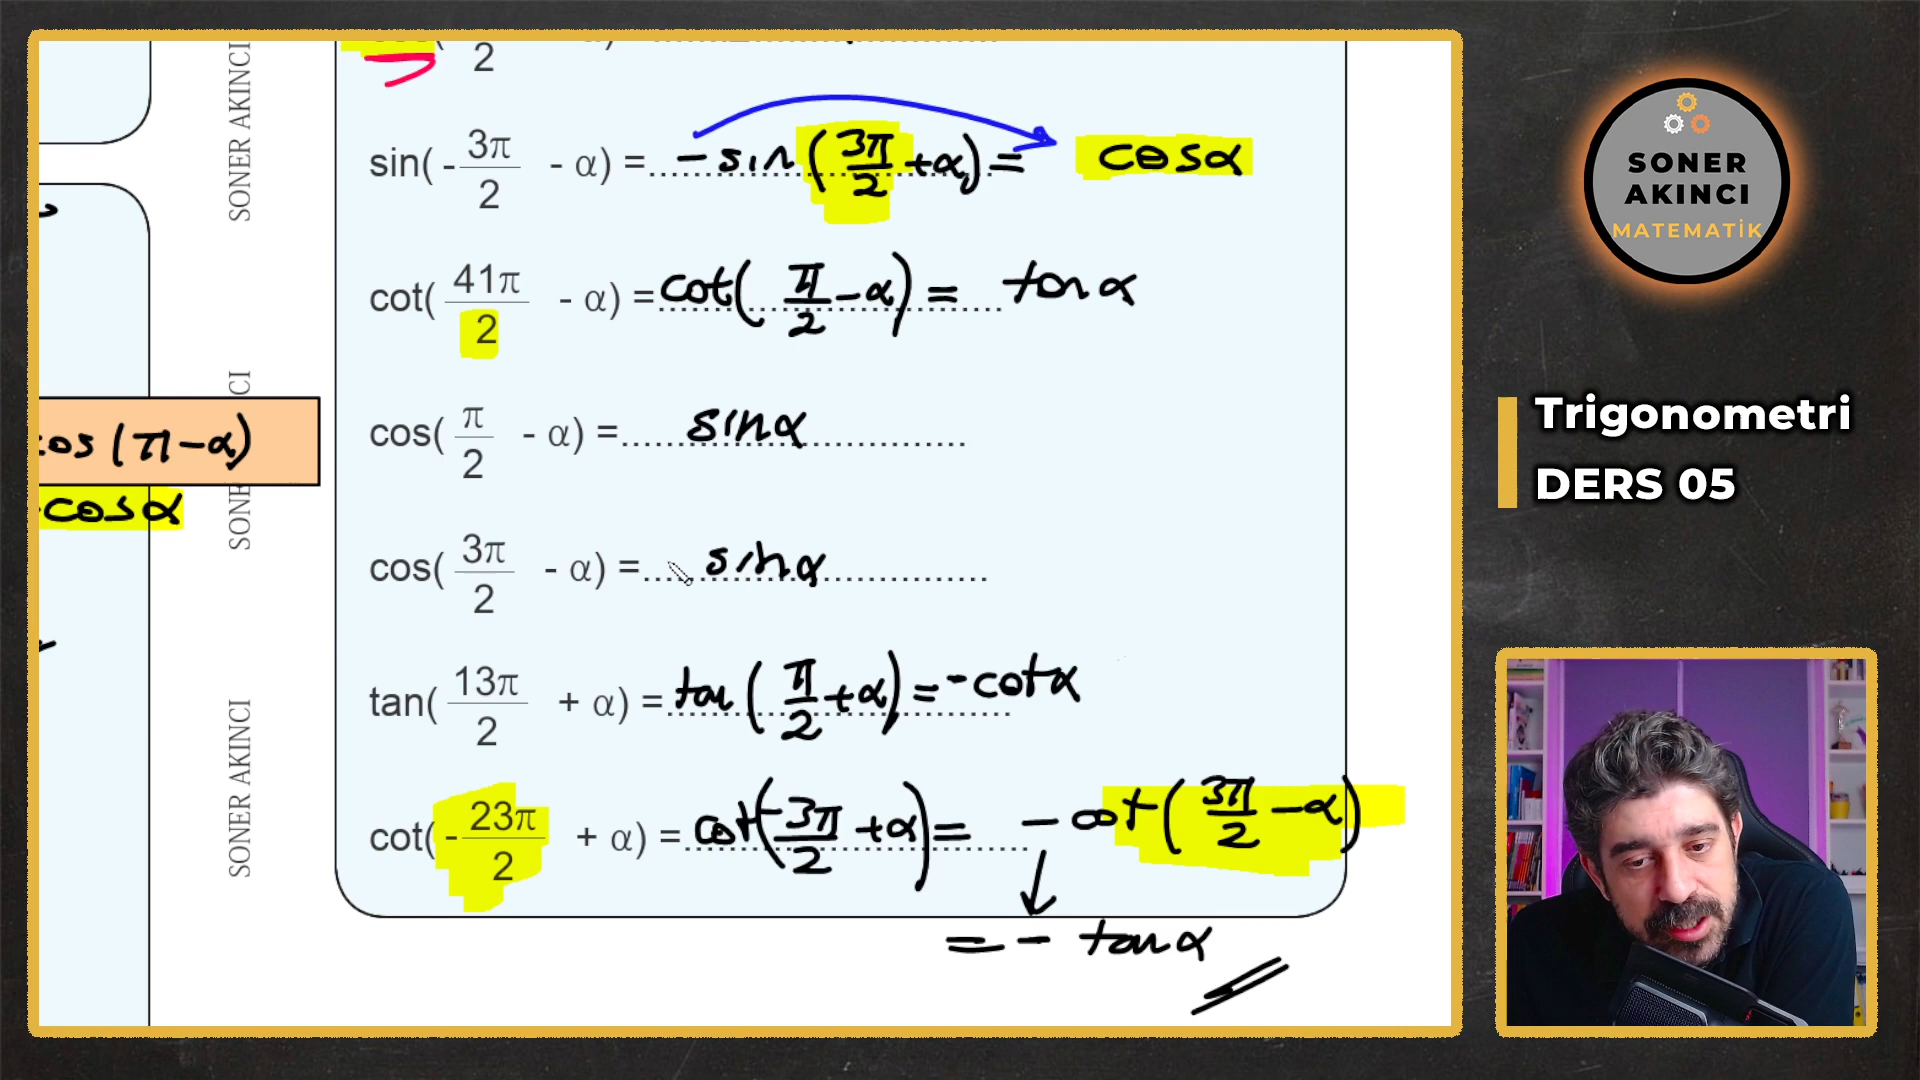 2
sin( - 3π/2 - α) = - sin (3π/2 + α) = cosα
cot( 41π/2 - α) = cot( π/2 - α) = tanα
cos( π/2 - α) = sinα
cos( 3π/2 - α) = sinα
tan( 13π/2 + α) = tan( π/2 + α) = -cotα
cot( - 23π/2 + α) = cot(-3π/2 + α) = - cot( 3π/2 - α)
= - tanα
cos (π - α)
cosα
SONER AKINCI
SONER AKINCI
SONER AKINCI
SONER
AKINCI
MATEMATİK
Trigonometri
DERS 05